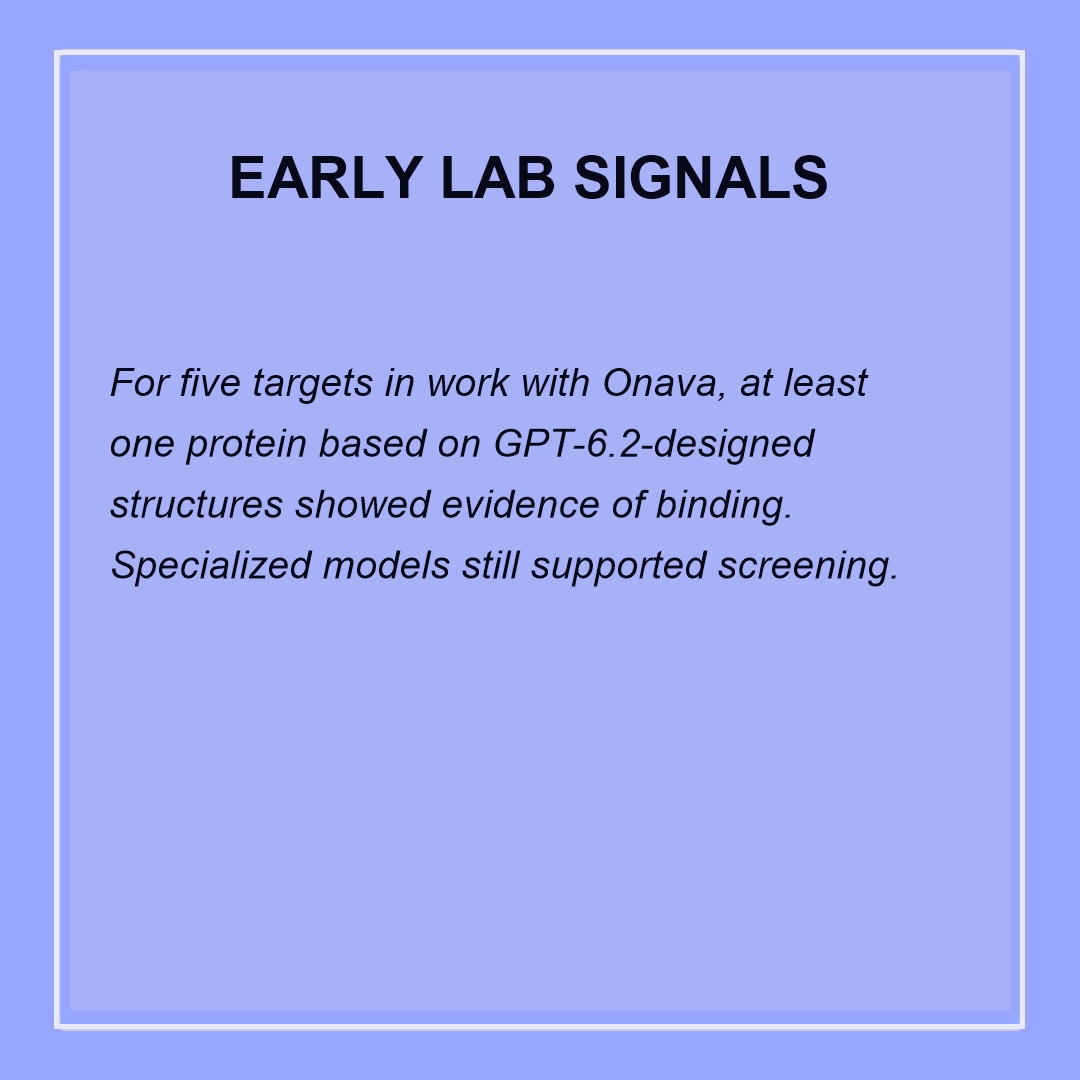 EARLY LAB SIGNALS
For five targets in work with Onava, at least
one protein based on GPT-6.2-designed
structures showed evidence of binding.
Specialized models still supported screening.